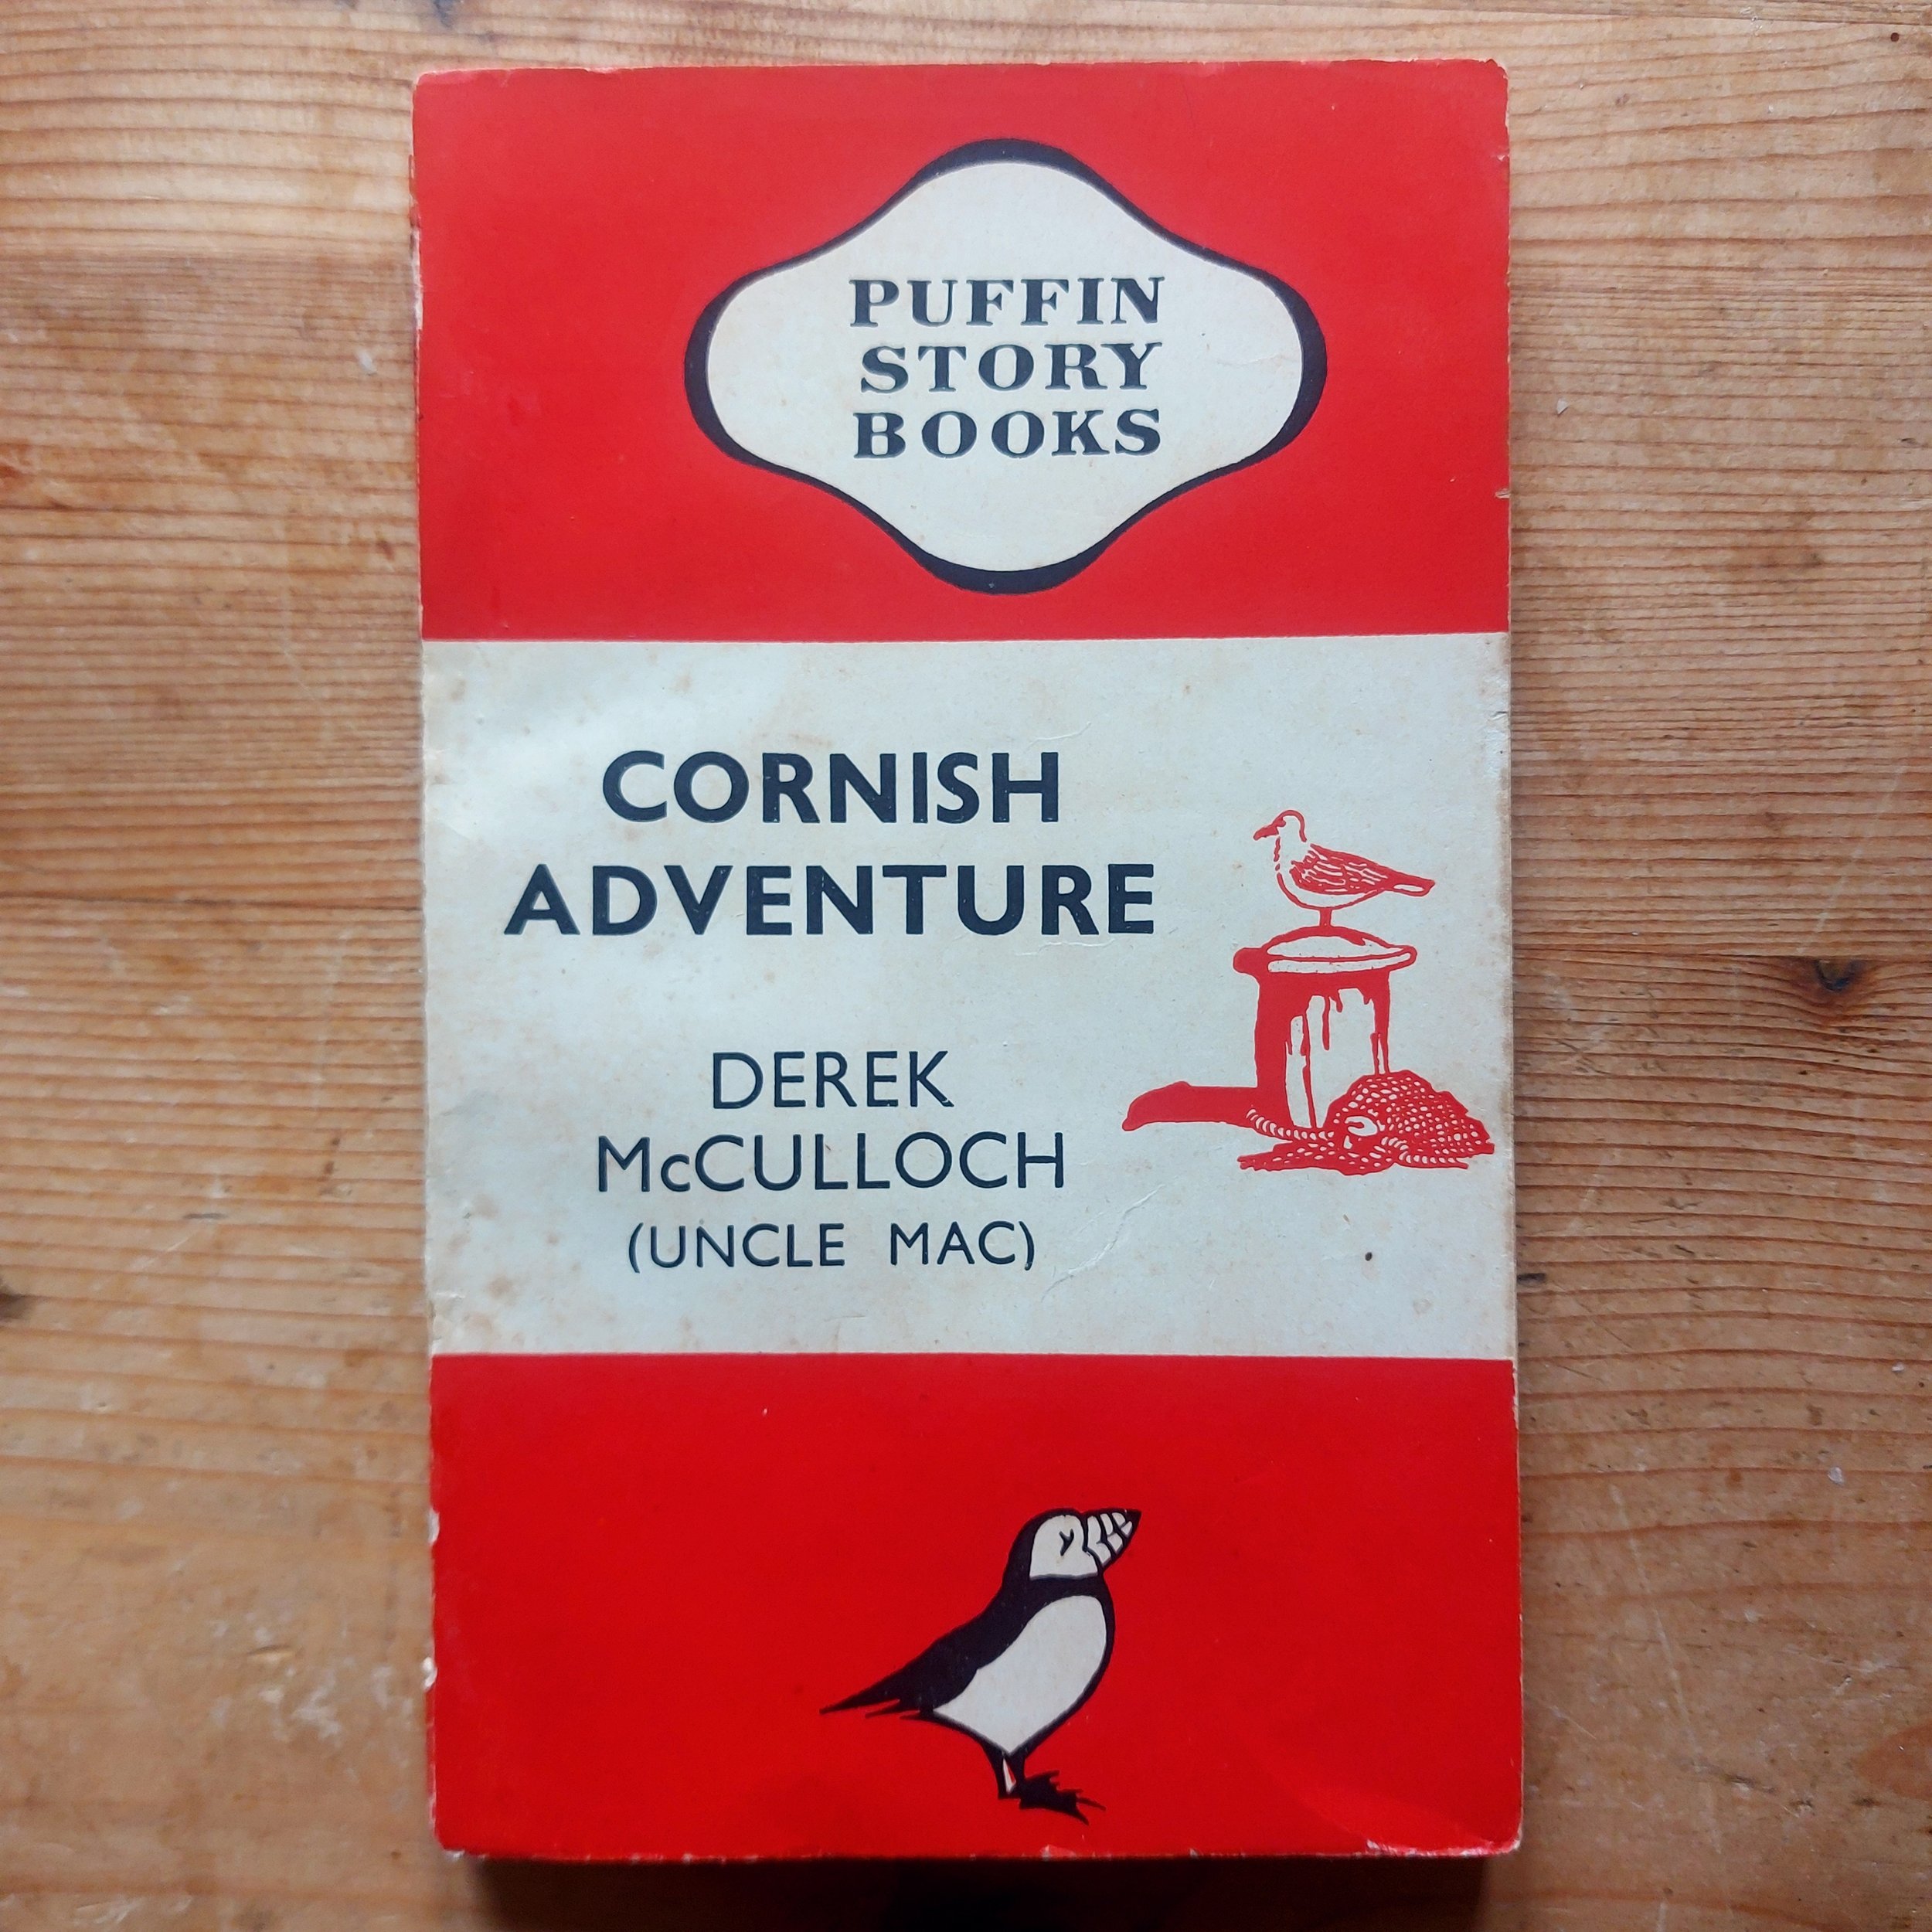 PUFFIN
STORY
BOOKS
CORNISH
ADVENTURE
DEREK
McCULLOCH
(UNCLE MAC)